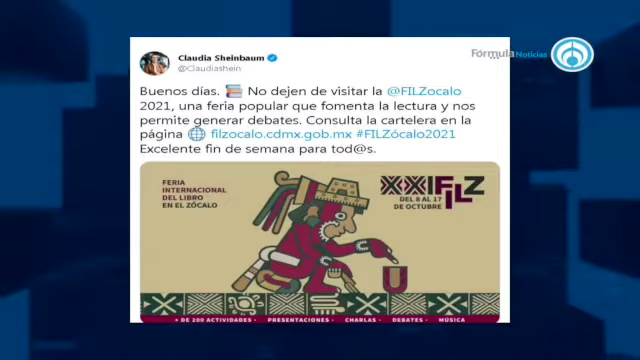 Claudia Sheinbaum
@Claudiashein
Fórmula Noticias
Buenos días. No dejen de visitar la @FILZocalo
2021, una feria popular que fomenta la lectura y nos
permite generar debates. Consulta la cartelera en la
página filzocalo.cdmx.gob.mx #FILZócalo2021
Excelente fin de semana para tod@s.
FERIA
INTERNACIONAL
DEL LIBRO
EN EL ZÓCALO
XXIFILZ
DEL 8 AL 17
DE OCTUBRE
+ DE 200 ACTIVIDADES • PRESENTACIONES • CHARLAS • DEBATES • MÚSICA